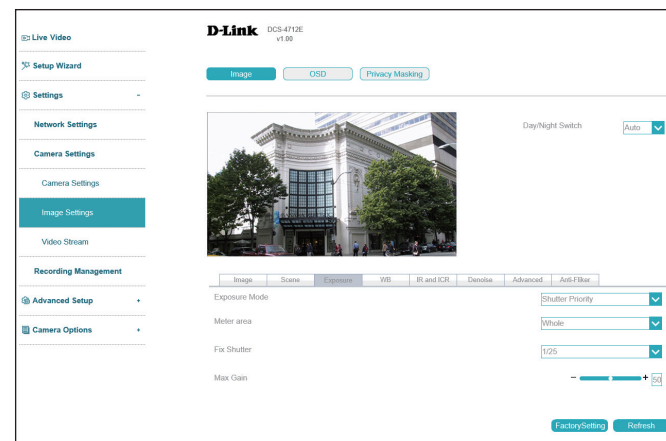 Live Video
Setup Wizard
Settings -
Network Settings
Camera Settings
Camera Settings
Image Settings
Video Stream
Recording Management
Advanced Setup +
Camera Options +
D-Link DCS-4712E
v1.00
Image OSD Privacy Masking
Day/Night Switch Auto
Image Scene Exposure WB IR and ICR Denoise Advanced Anti-Fliker
Exposure Mode Shutter Priority
Meter area Whole
Fix Shutter 1/25
Max Gain - + 50
FactorySetting Refresh